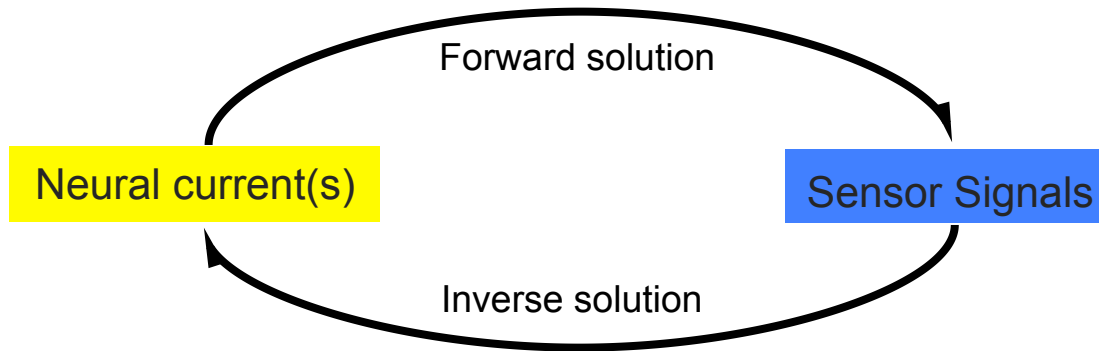 Forward solution
Neural current(s)
Sensor Signals
Inverse solution